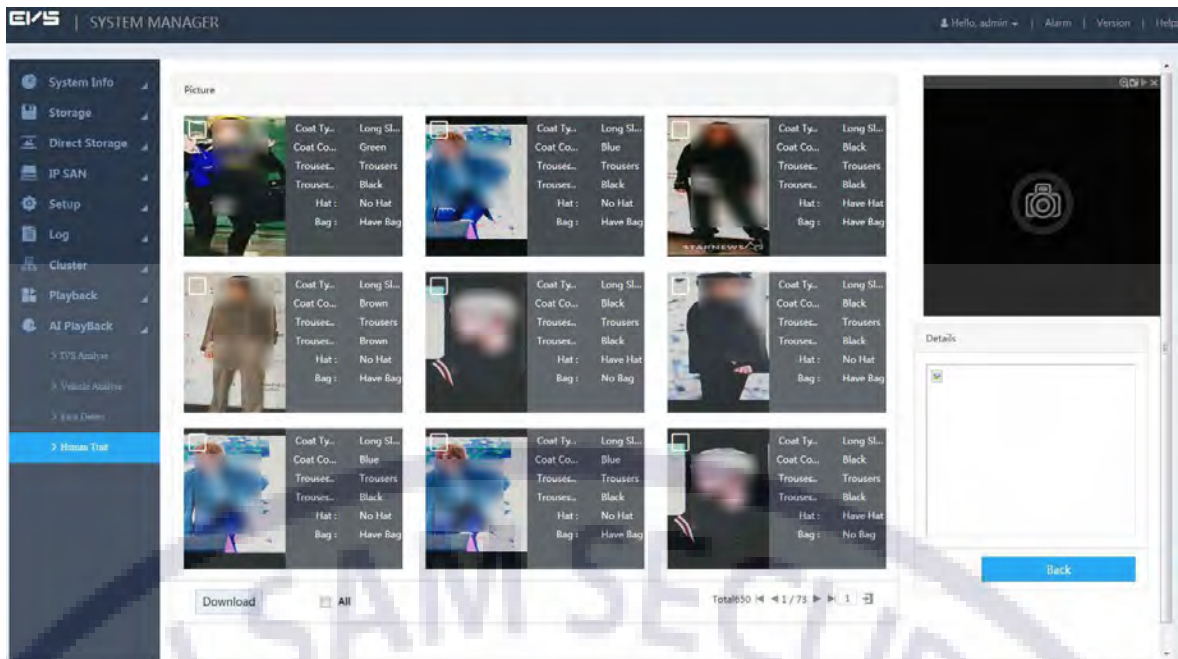 EVS | SYSTEM MANAGER
Hello, admin | Alarm | Version | Help
System Info
Storage
Direct Storage
IP SAN
Setup
Log
Cluster
Playback
AI PlayBack
> IVS Analyse
> Vehicle Analyse
> Face Detect
> Human Trait
Picture
Coat Ty... Long Sl...
Coat Co... Green
Trouses... Trousers
Trouses... Black
Hat : No Hat
Bag : Have Bag
Coat Ty... Long Sl...
Coat Co... Blue
Trouses... Trousers
Trouses... Black
Hat : No Hat
Bag : Have Bag
STARNEWS
Coat Ty... Long Sl...
Coat Co... Black
Trouses... Trousers
Trouses... Black
Hat : Have Hat
Bag : Have Bag
Coat Ty... Long Sl...
Coat Co... Brown
Trouses... Trousers
Trouses... Brown
Hat : No Hat
Bag : Have Bag
Coat Ty... Long Sl...
Coat Co... Black
Trouses... Trousers
Trouses... Black
Hat : Have Hat
Bag : No Bag
Coat Ty... Long Sl...
Coat Co... Black
Trouses... Trousers
Trouses... Black
Hat : No Hat
Bag : Have Bag
Coat Ty... Long Sl...
Coat Co... Blue
Trouses... Trousers
Trouses... Black
Hat : No Hat
Bag : Have Bag
Coat Ty... Long Sl...
Coat Co... Blue
Trouses... Trousers
Trouses... Black
Hat : No Hat
Bag : Have Bag
Coat Ty... Long Sl...
Coat Co... Black
Trouses... Trousers
Trouses... Black
Hat : Have Hat
Bag : No Bag
Details
Back
Download
All
Total650 1 / 73 1
SAM SECUR